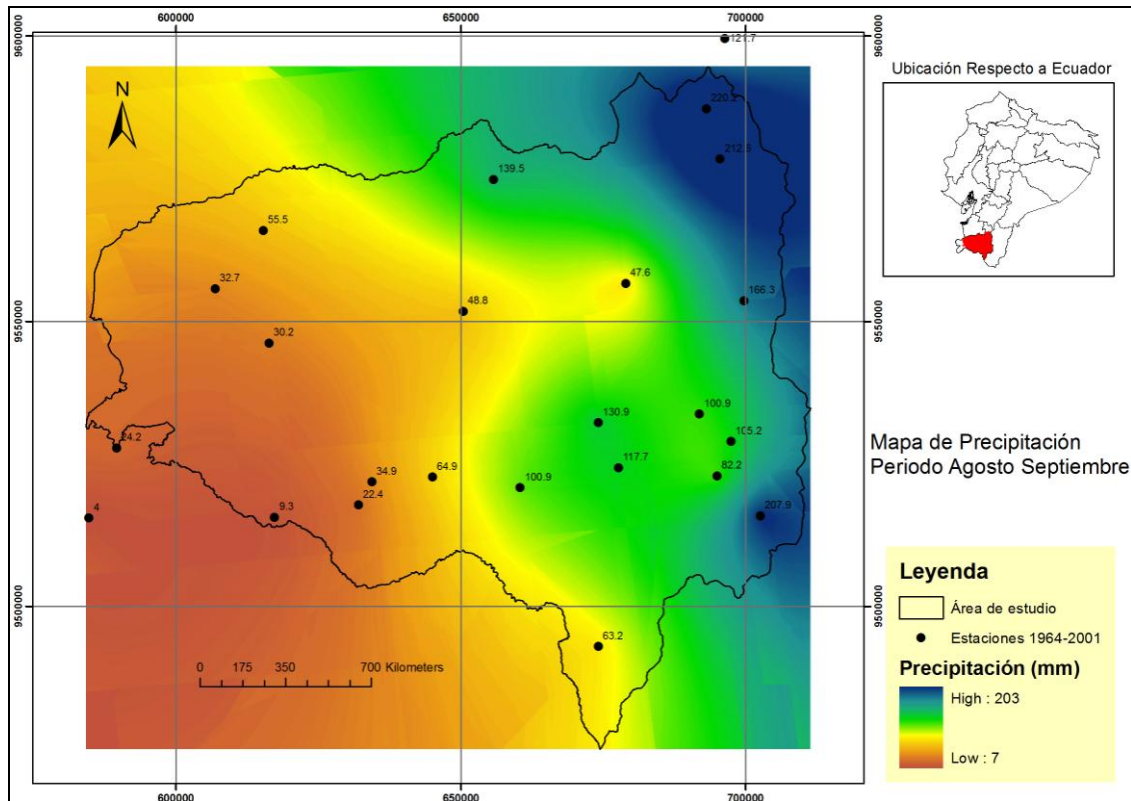 600000 650000 700000
9600000 9600000
121.7
Ubicación Respecto a Ecuador
N
220.2
212.8
139.5
55.5
32.7
47.6
166.3
48.8
9550000 9550000
30.2
130.9
100.9
105.2
24.2
117.7
82.2
34.9
64.9
100.9
22.4
207.9
4
9.3
Mapa de Precipitación
Periodo Agosto Septiembre
9500000 9500000
63.2
0 175 350 700 Kilometers
Leyenda
Área de estudio
Estaciones 1964-2001
Precipitación (mm)
High : 203
Low : 7
600000 650000 700000